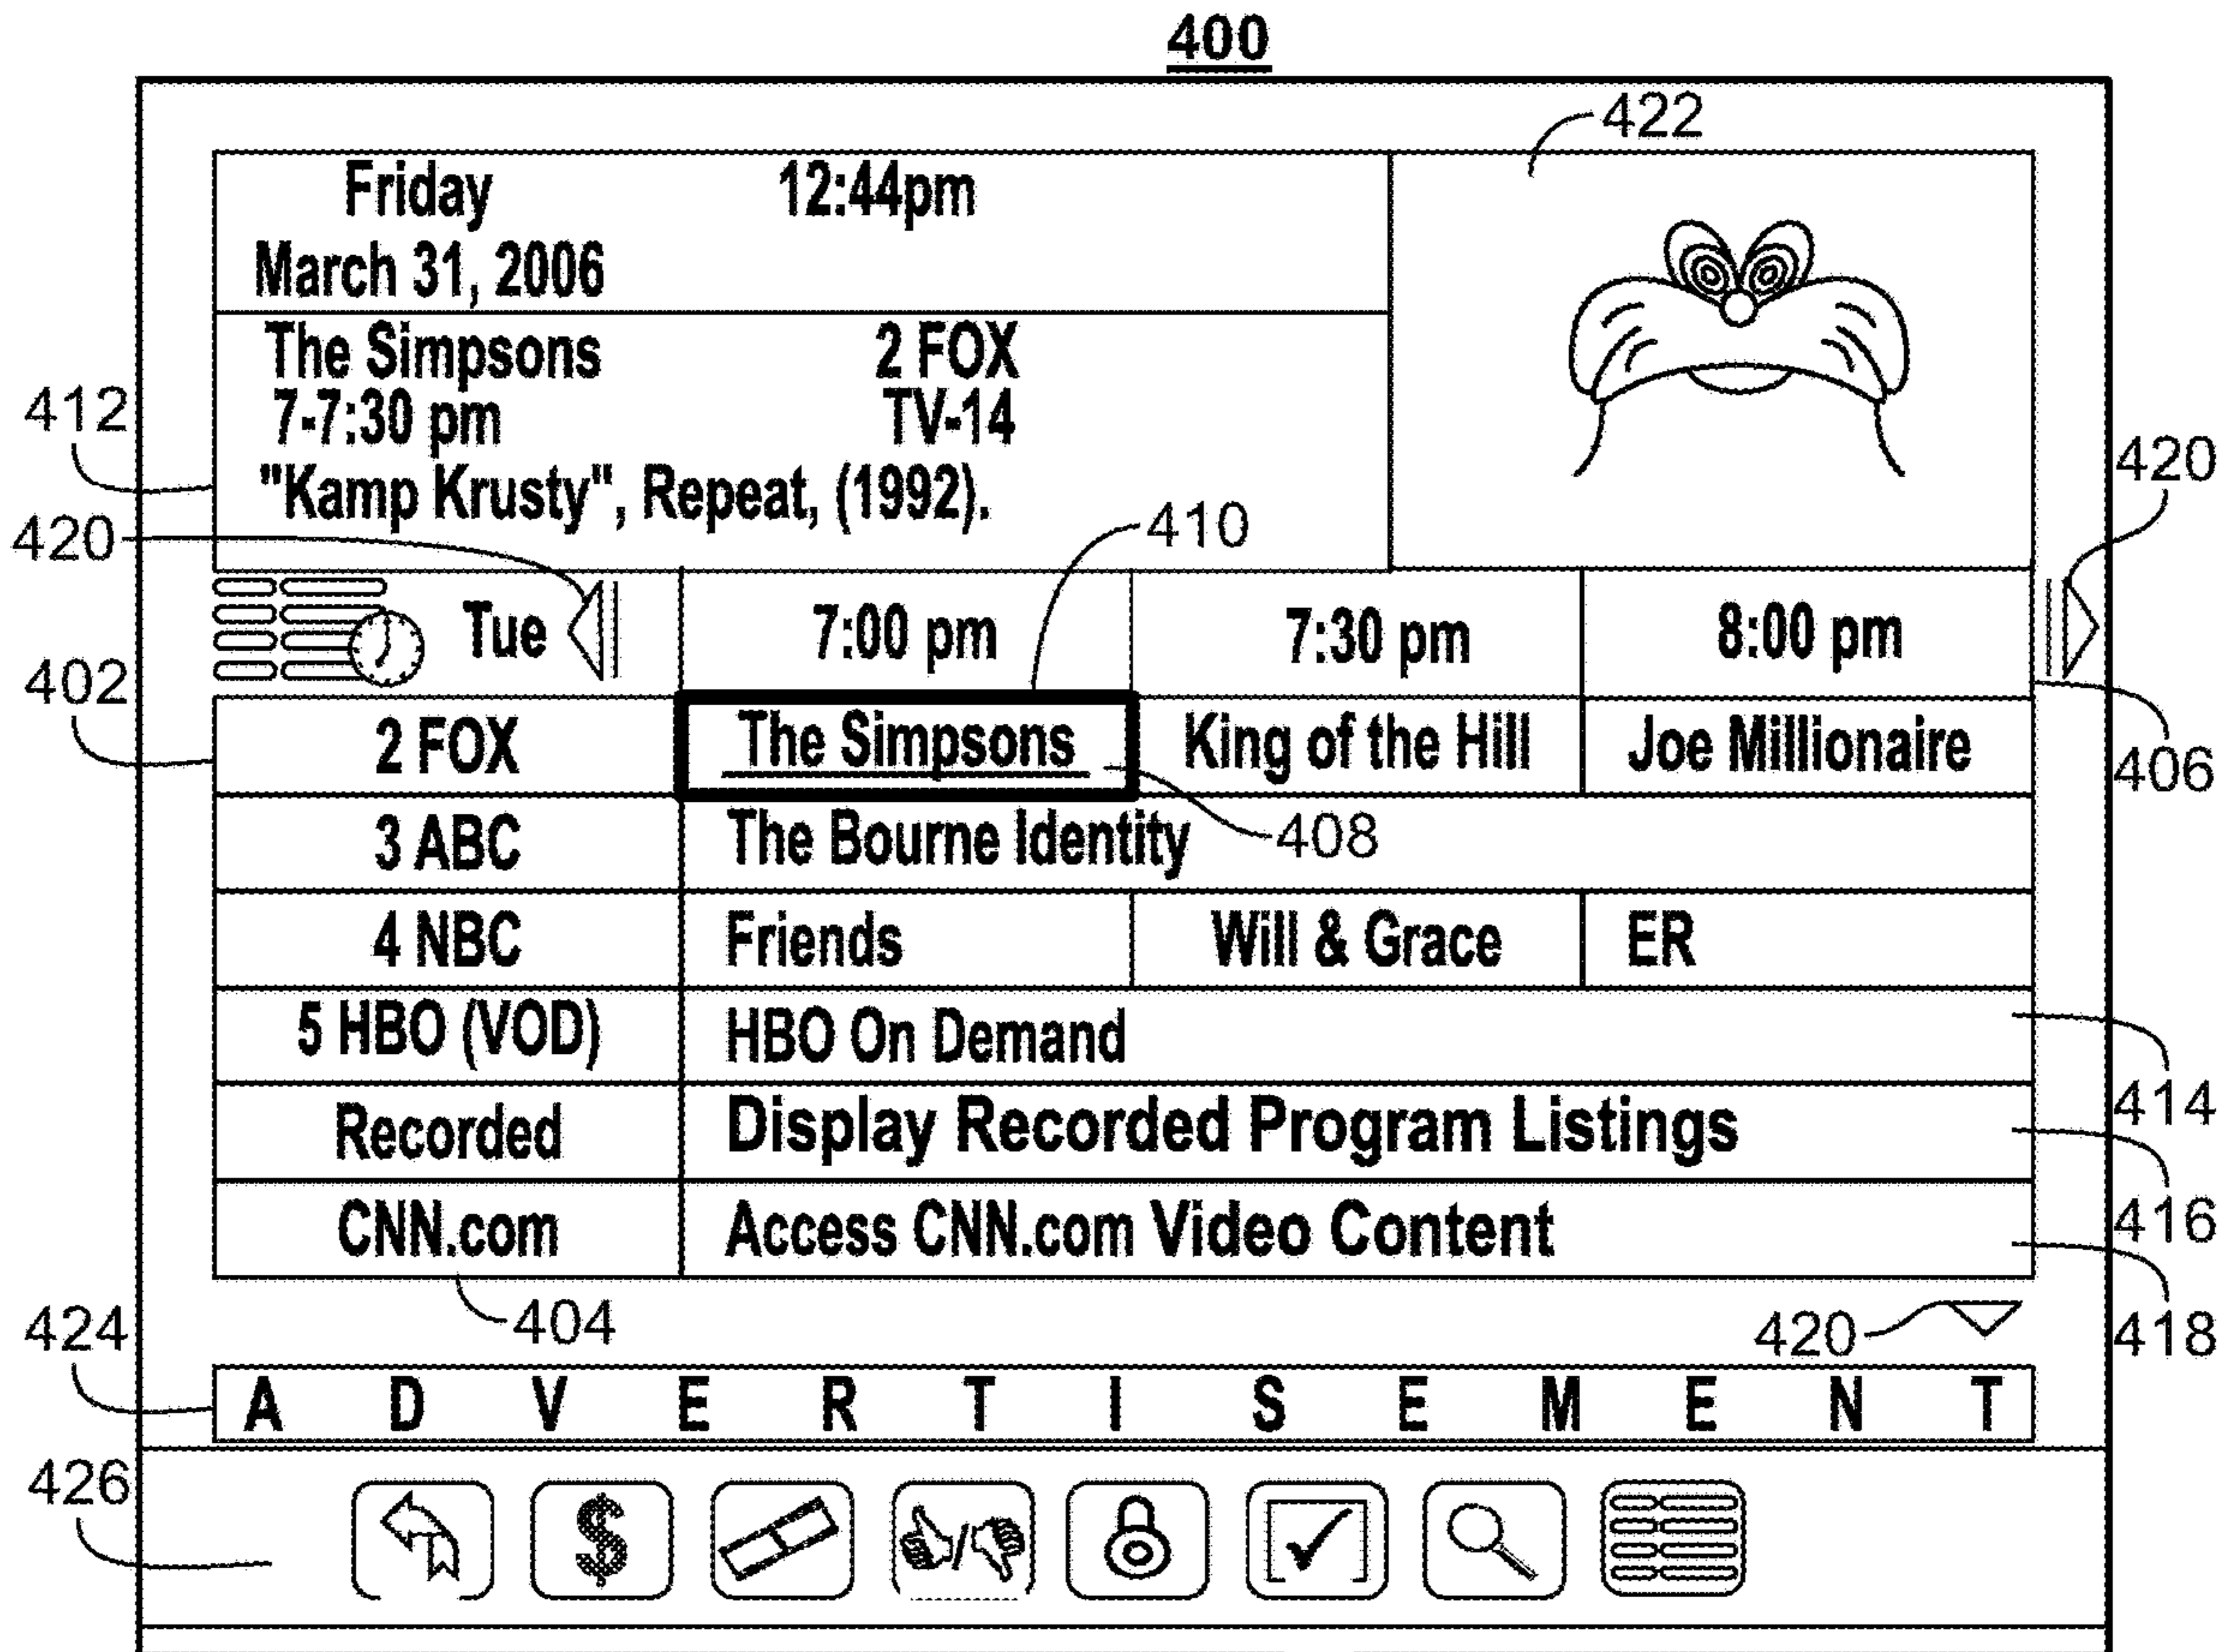 400
422
Friday 12:44pm
March 31, 2006
The Simpsons 2 FOX
412 7-7:30 pm TV-14
"Kamp Krusty", Repeat, (1992).
420
410
420
Tue 7:00 pm 7:30 pm 8:00 pm
402
2 FOX The Simpsons King of the Hill Joe Millionaire
406
3 ABC The Bourne Identity 408
4 NBC Friends Will & Grace ER
5 HBO (VOD) HBO On Demand
414
Recorded Display Recorded Program Listings
416
CNN.com Access CNN.com Video Content
424 404 420 418
A D V E R T I S E M E N T
426
$ /